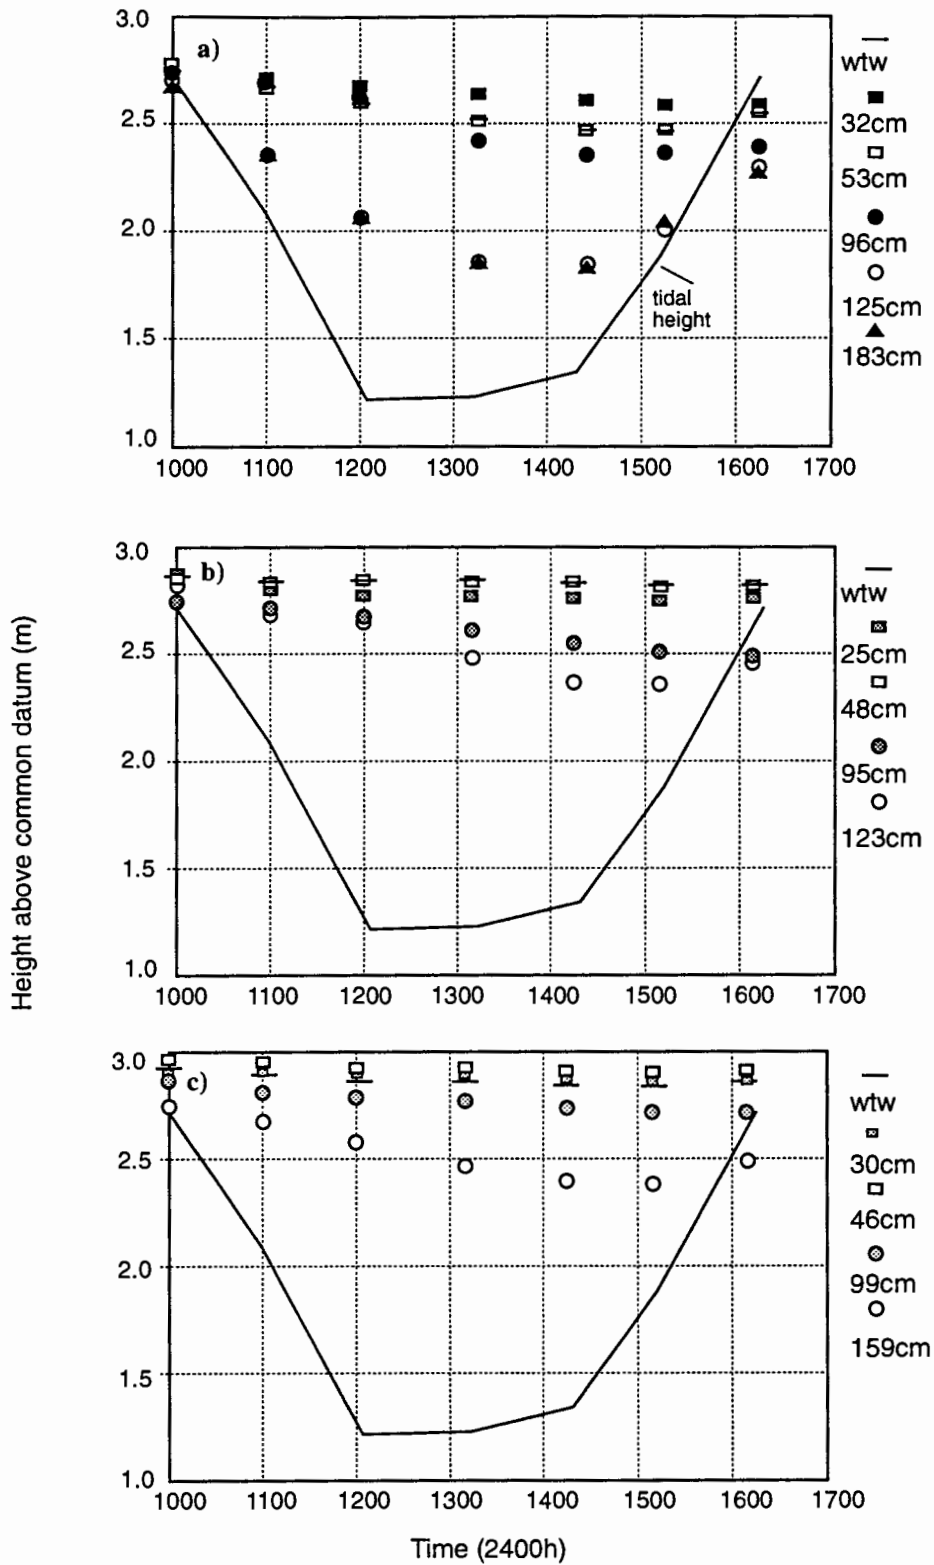 Height above common datum (m)
3.0
2.5
2.0
1.5
1.0
a)
tidal
height
1000 1100 1200 1300 1400 1500 1600 1700
wtw
32cm
53cm
96cm
125cm
183cm
3.0
2.5
2.0
1.5
1.0
b)
1000 1100 1200 1300 1400 1500 1600 1700
wtw
25cm
48cm
95cm
123cm
3.0
2.5
2.0
1.5
1.0
c)
1000 1100 1200 1300 1400 1500 1600 1700
wtw
30cm
46cm
99cm
159cm
Time (2400h)